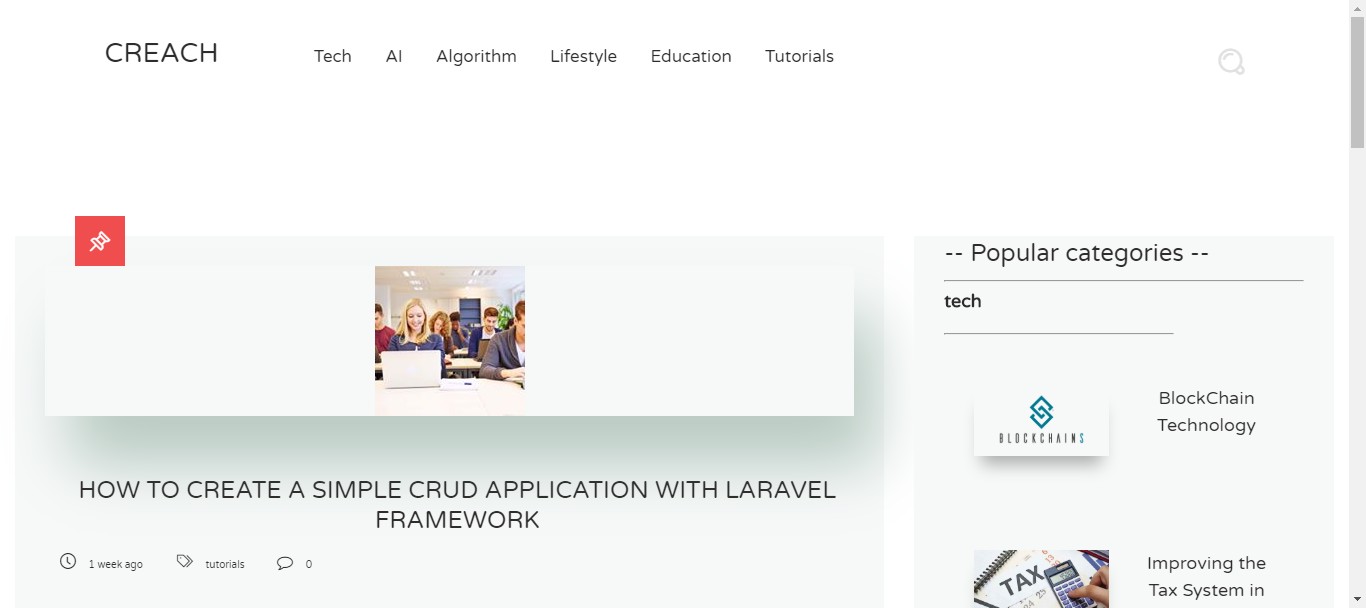 CREACH
Tech
AI
Algorithm
Lifestyle
Education
Tutorials
HOW TO CREATE A SIMPLE CRUD APPLICATION WITH LARAVEL
FRAMEWORK
1 week ago
tutorials
0
-- Popular categories --
tech
BLOCKCHAINS
BlockChain
Technology
TAX
Improving the
Tax System in